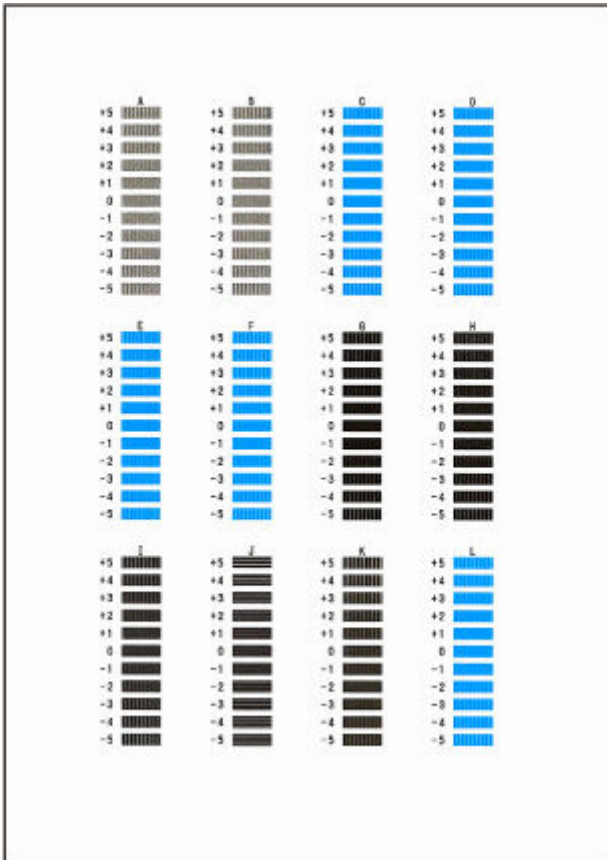 A B C D
+5 +5 +5 +5
+4 +4 +4 +4
+3 +3 +3 +3
+2 +2 +2 +2
+1 +1 +1 +1
0 0 0 0
-1 -1 -1 -1
-2 -2 -2 -2
-3 -3 -3 -3
-4 -4 -4 -4
-5 -5 -5 -5
E F G H
+5 +5 +5 +5
+4 +4 +4 +4
+3 +3 +3 +3
+2 +2 +2 +2
+1 +1 +1 +1
0 0 0 0
-1 -1 -1 -1
-2 -2 -2 -2
-3 -3 -3 -3
-4 -4 -4 -4
-5 -5 -5 -5
I J K L
+5 +5 +5 +5
+4 +4 +4 +4
+3 +3 +3 +3
+2 +2 +2 +2
+1 +1 +1 +1
0 0 0 0
-1 -1 -1 -1
-2 -2 -2 -2
-3 -3 -3 -3
-4 -4 -4 -4
-5 -5 -5 -5